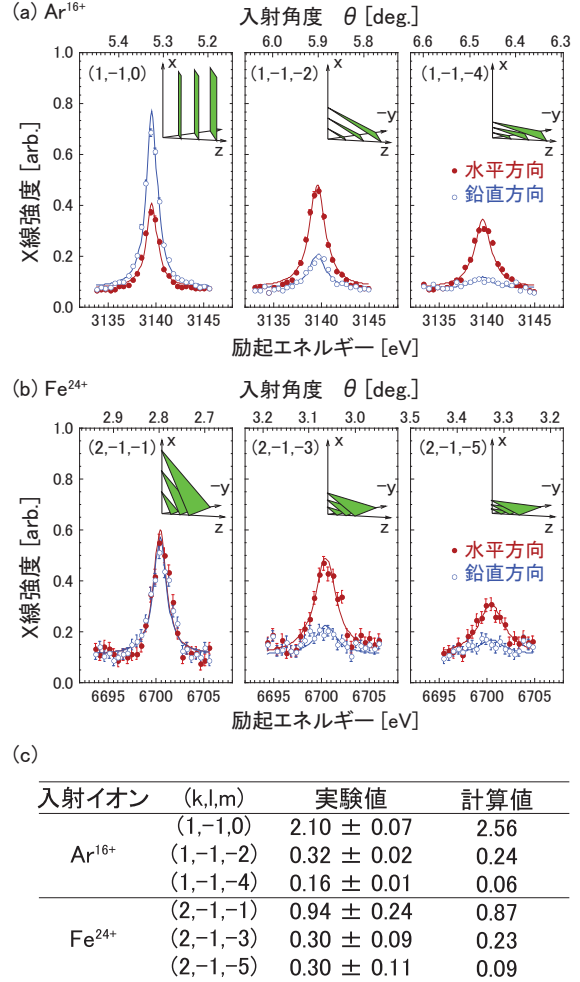 (a) Ar16+
入射角度 θ [deg.]
5.4 5.3 5.2 6.0 5.9 5.8 6.6 6.5 6.4 6.3
X線強度 [arb.]
1.0
0.8
0.6
0.4
0.2
0.0
(1,-1,0) x -y z
(1,-1,-2) x -y z
(1,-1,-4) x -y z
水平方向
鉛直方向
3135 3140 3145 3135 3140 3145 3135 3140 3145
励起エネルギー [eV]
(b) Fe24+
入射角度 θ [deg.]
2.9 2.8 2.7 3.2 3.1 3.0 3.5 3.4 3.3 3.2
X線強度 [arb.]
1.0
0.8
0.6
0.4
0.2
0.0
(2,-1,-1) x -y z
(2,-1,-3) x -y z
(2,-1,-5) x -y z
水平方向
鉛直方向
6695 6700 6705 6695 6700 6705 6695 6700 6705
励起エネルギー [eV]
(c)
入射イオン (k,l,m) 実験値 計算値
Ar16+ (1,-1,0) 2.10 ± 0.07 2.56
(1,-1,-2) 0.32 ± 0.02 0.24
(1,-1,-4) 0.16 ± 0.01 0.06
Fe24+ (2,-1,-1) 0.94 ± 0.24 0.87
(2,-1,-3) 0.30 ± 0.09 0.23
(2,-1,-5) 0.30 ± 0.11 0.09